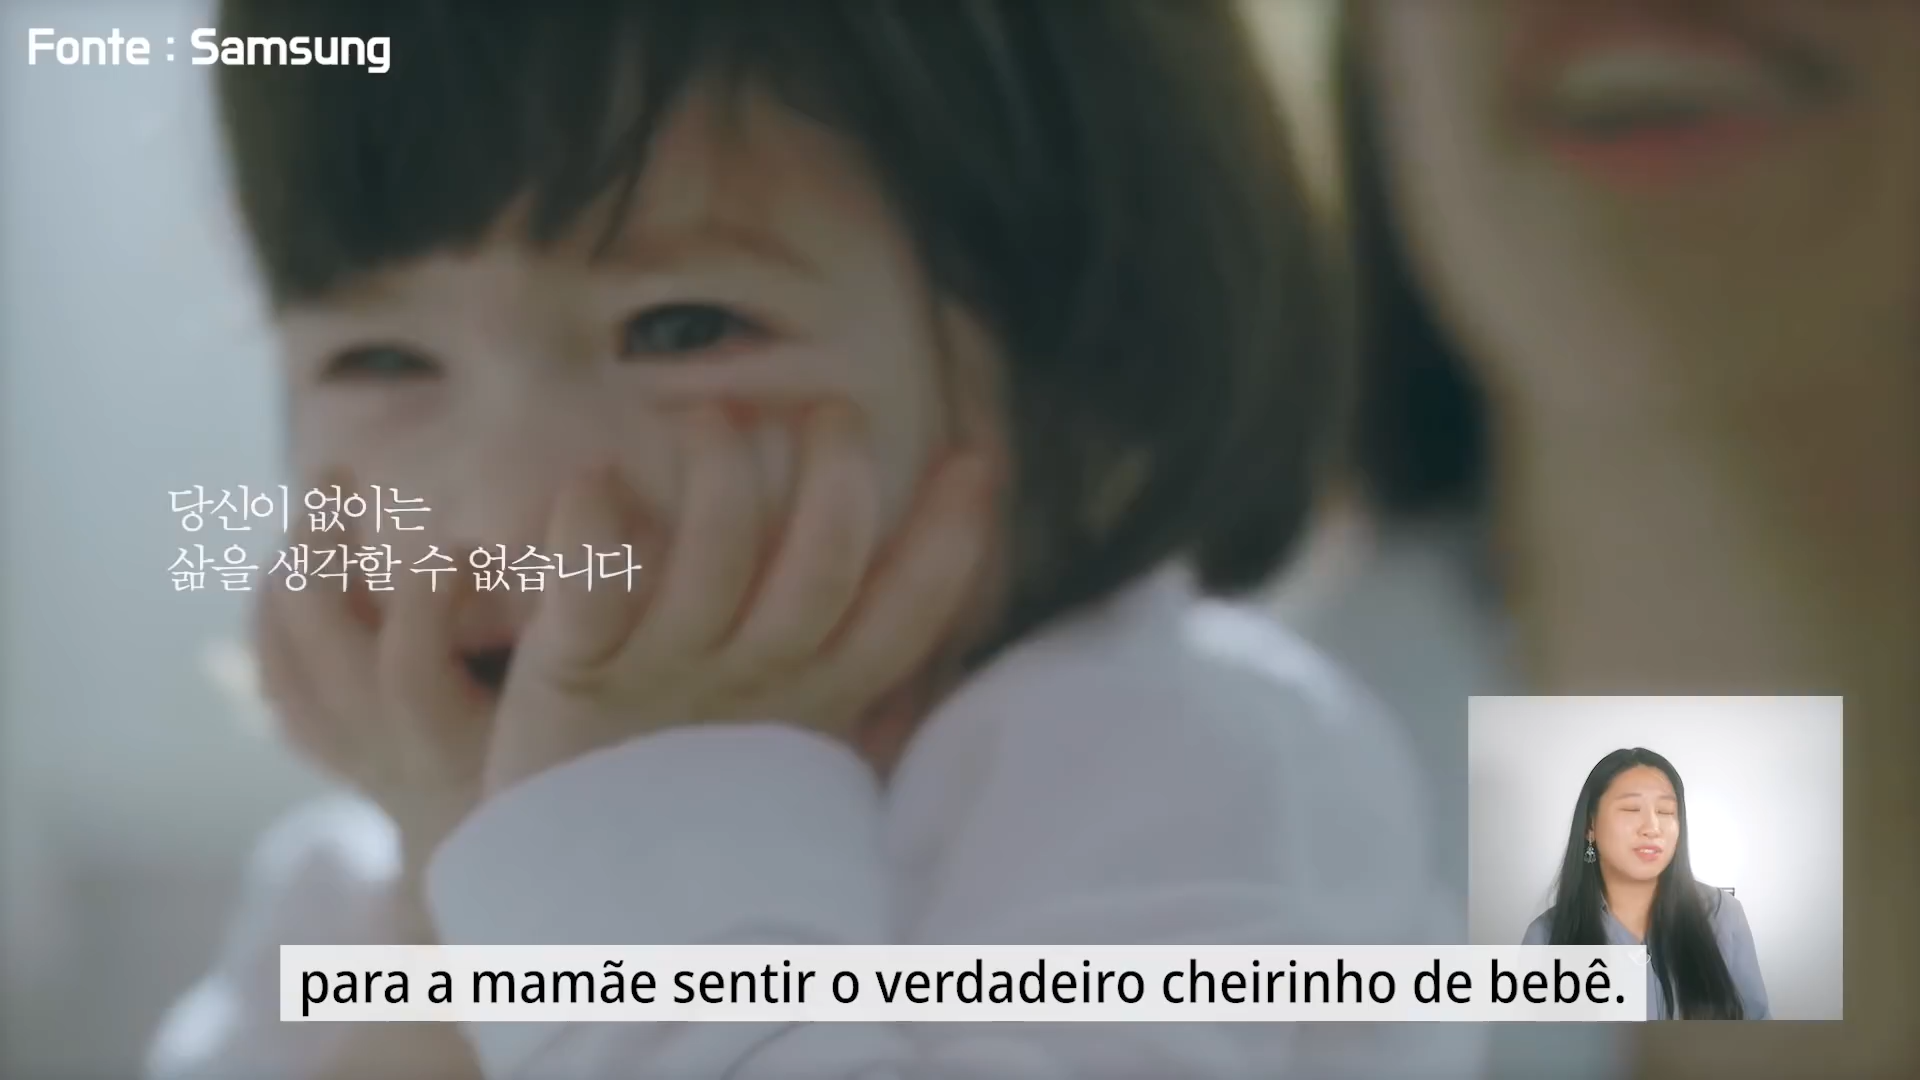 Fonte : Samsung
당신이 없이는
삶을 생각할 수 없습니다
para a mamãe sentir o verdadeiro cheirinho de bebê.